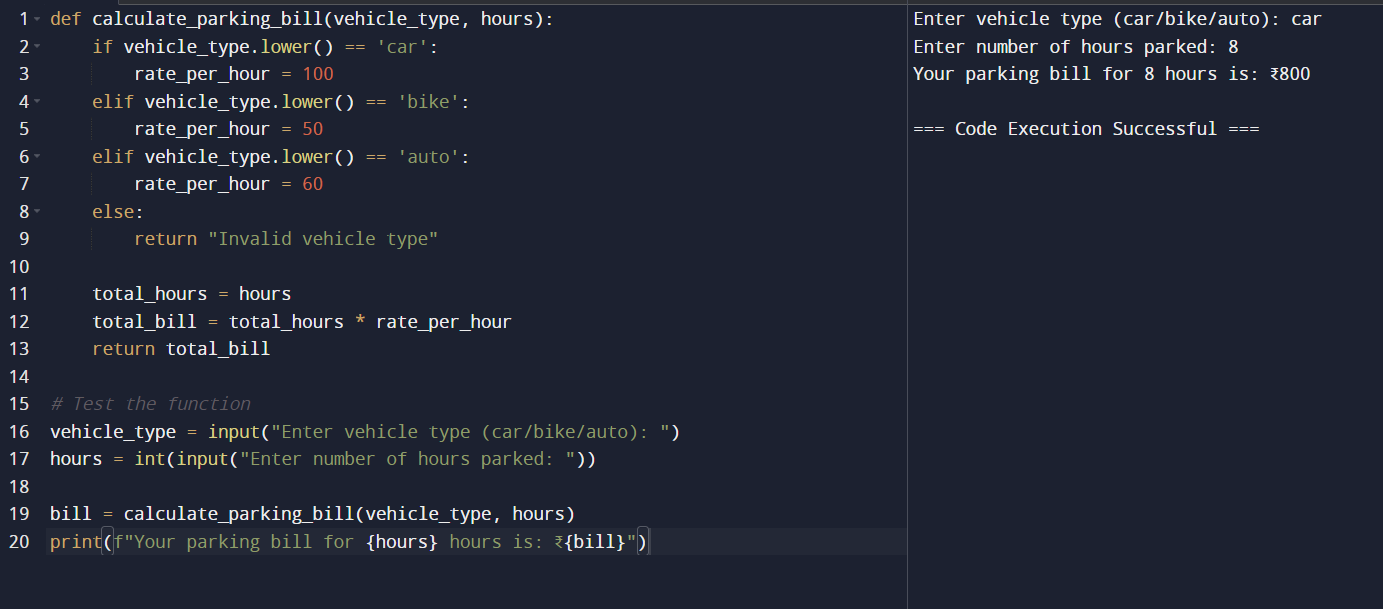 1 def calculate_parking_bill(vehicle_type, hours):
2     if vehicle_type.lower() == 'car':
3         rate_per_hour = 100
4     elif vehicle_type.lower() == 'bike':
5         rate_per_hour = 50
6     elif vehicle_type.lower() == 'auto':
7         rate_per_hour = 60
8     else:
9         return "Invalid vehicle type"
10
11     total_hours = hours
12     total_bill = total_hours * rate_per_hour
13     return total_bill
14
15 # Test the function
16 vehicle_type = input("Enter vehicle type (car/bike/auto): ")
17 hours = int(input("Enter number of hours parked: "))
18
19 bill = calculate_parking_bill(vehicle_type, hours)
20 print(f"Your parking bill for {hours} hours is: ₹{bill}")
Enter vehicle type (car/bike/auto): car
Enter number of hours parked: 8
Your parking bill for 8 hours is: ₹800
=== Code Execution Successful ===